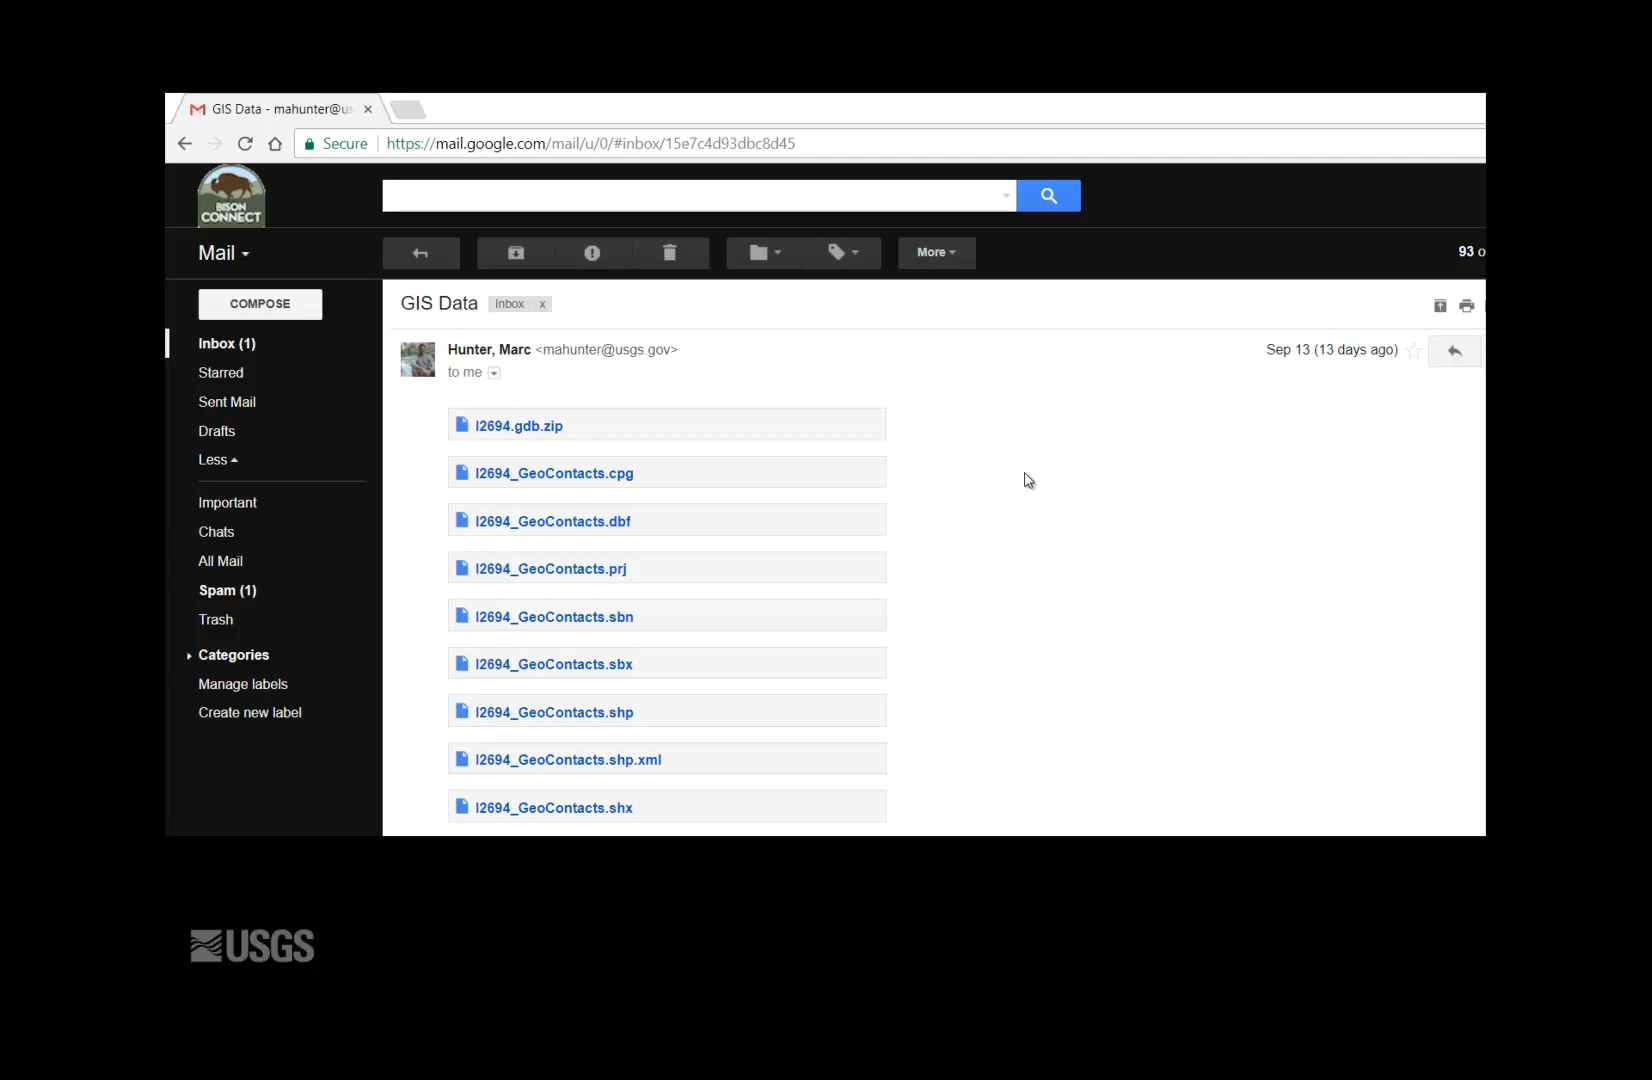 GIS Data - mahunter@us
Secure
https://mail.google.com/mail/u/0/#inbox/15e7c4d93dbc8d45
BISON
CONNECT
Mail
More
93 o
COMPOSE
GIS Data
Inbox x
Inbox (1)
Starred
Sent Mail
Drafts
Less
Important
Chats
All Mail
Spam (1)
Trash
Categories
Manage labels
Create new label
Hunter, Marc <mahunter@usgs.gov>
Sep 13 (13 days ago)
to me
I2694.gdb.zip
I2694_GeoContacts.cpg
I2694_GeoContacts.dbf
I2694_GeoContacts.prj
I2694_GeoContacts.sbn
I2694_GeoContacts.sbx
I2694_GeoContacts.shp
I2694_GeoContacts.shp.xml
I2694_GeoContacts.shx
USGS